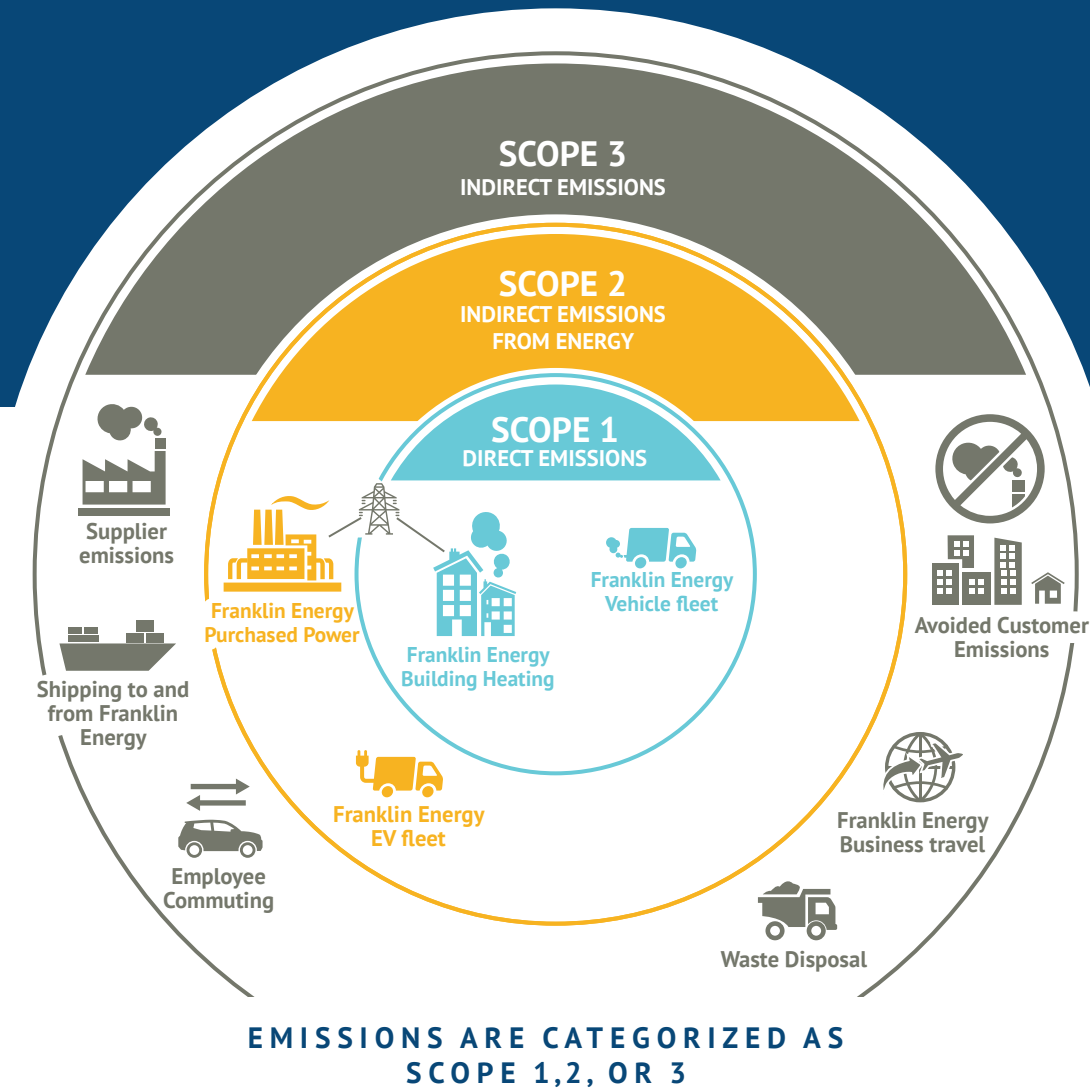 SCOPE 3
INDIRECT EMISSIONS
SCOPE 2
INDIRECT EMISSIONS
FROM ENERGY
SCOPE 1
DIRECT EMISSIONS
Supplier
emissions
Franklin Energy
Purchased Power
Franklin Energy
Building Heating
Franklin Energy
Vehicle fleet
Avoided Customer
Emissions
Shipping to and
from Franklin
Energy
Franklin Energy
EV fleet
Franklin Energy
Business travel
Employee
Commuting
Waste Disposal
EMISSIONS ARE CATEGORIZED AS
SCOPE 1,2, OR 3